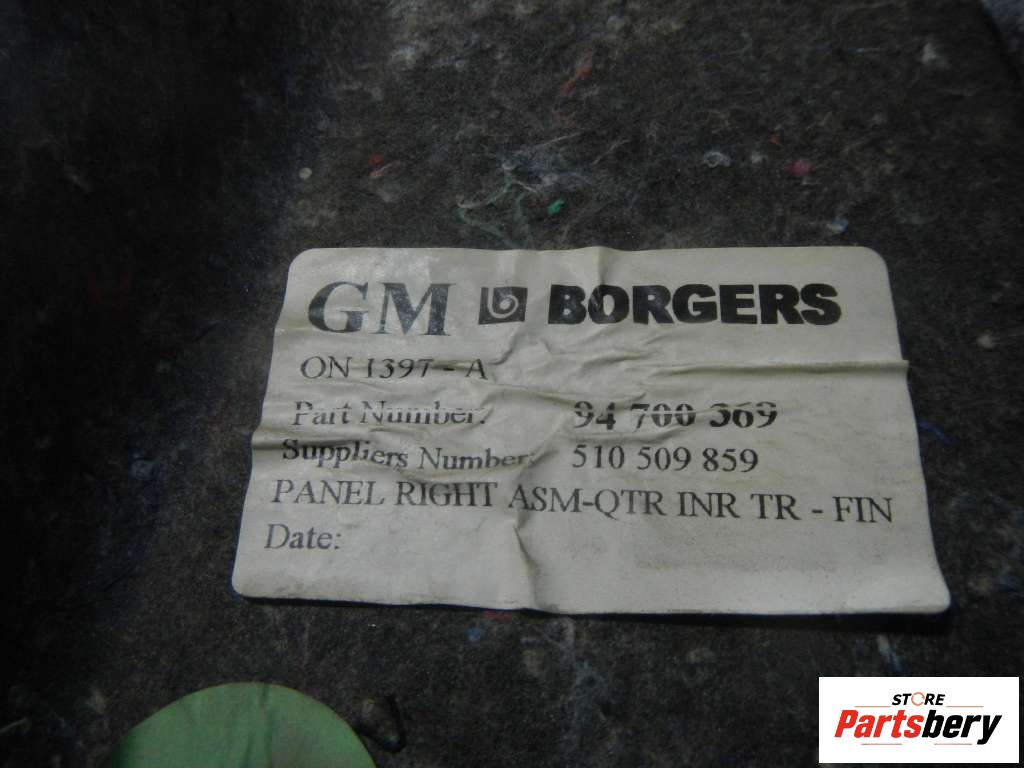 GM BORGERS
ON 1397 - A
Part Number: 94 700 369
Suppliers Number: 510 509 859
PANEL RIGHT ASM-QTR INR TR - FIN
Date:
STORE
Partsbery